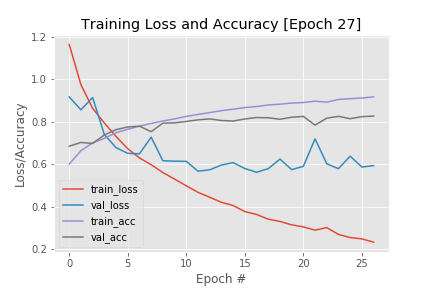 Training Loss and Accuracy [Epoch 27]
1.2
1.0
0.8
0.6
0.4
0.2
Loss/Accuracy
train_loss
val_loss
train_acc
val_acc
0 5 10 15 20 25
Epoch #